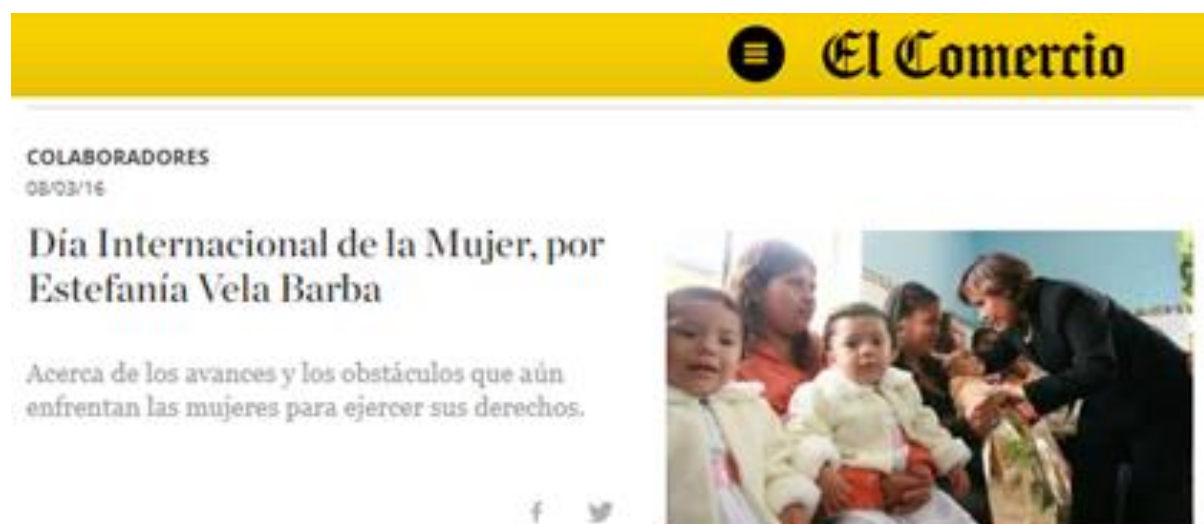 El Comercio
COLABORADORES
08/03/16
Día Internacional de la Mujer, por
Estefanía Vela Barba
Acerca de los avances y los obstáculos que aún
enfrentan las mujeres para ejercer sus derechos.